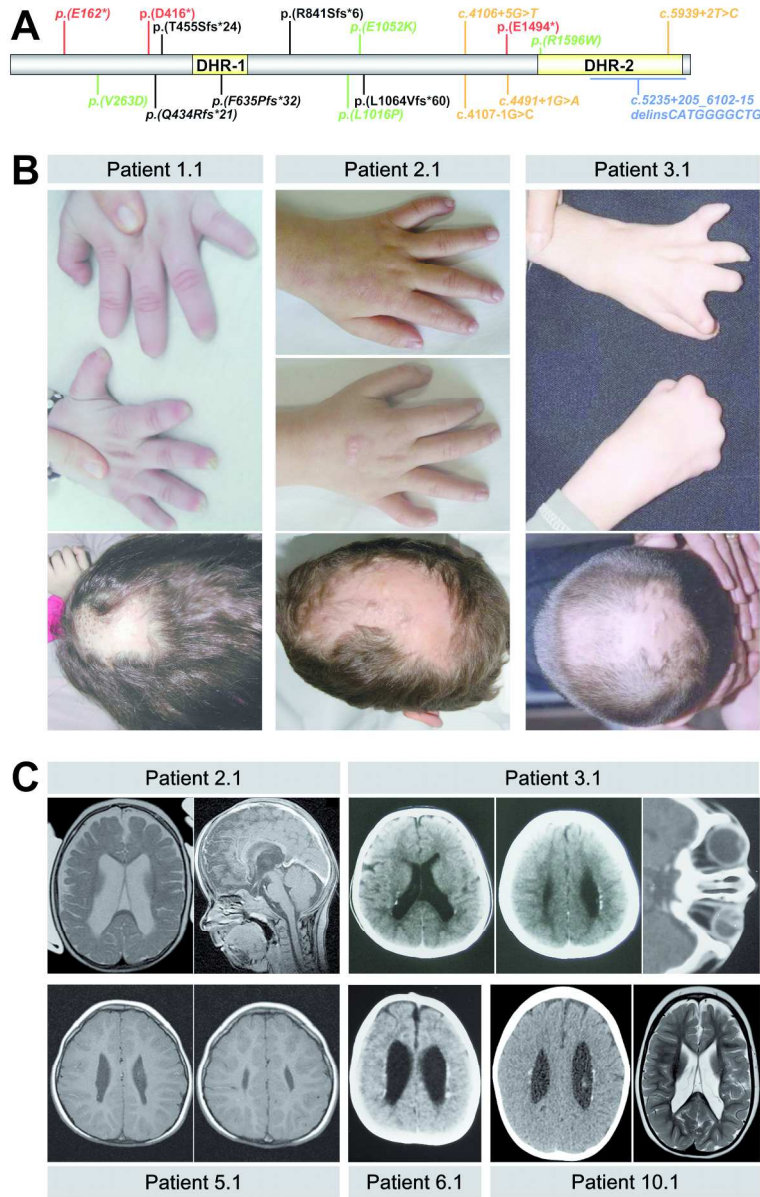 A
p.(E162*)
p.(D416*)
p.(T455Sfs*24)
p.(R841Sfs*6)
p.(E1052K)
c.4106+5G>T
p.(E1494*)
p.(R1596W)
c.5939+2T>C
DHR-1
DHR-2
p.(V263D)
p.(Q434Rfs*21)
p.(F635Pfs*32)
p.(L1016P)
p.(L1064Vfs*60)
c.4107-1G>C
c.4491+1G>A
c.5235+205_6102-15
delinsCATGGGGCTG
B
Patient 1.1
Patient 2.1
Patient 3.1
C
Patient 2.1
Patient 3.1
Patient 5.1
Patient 6.1
Patient 10.1